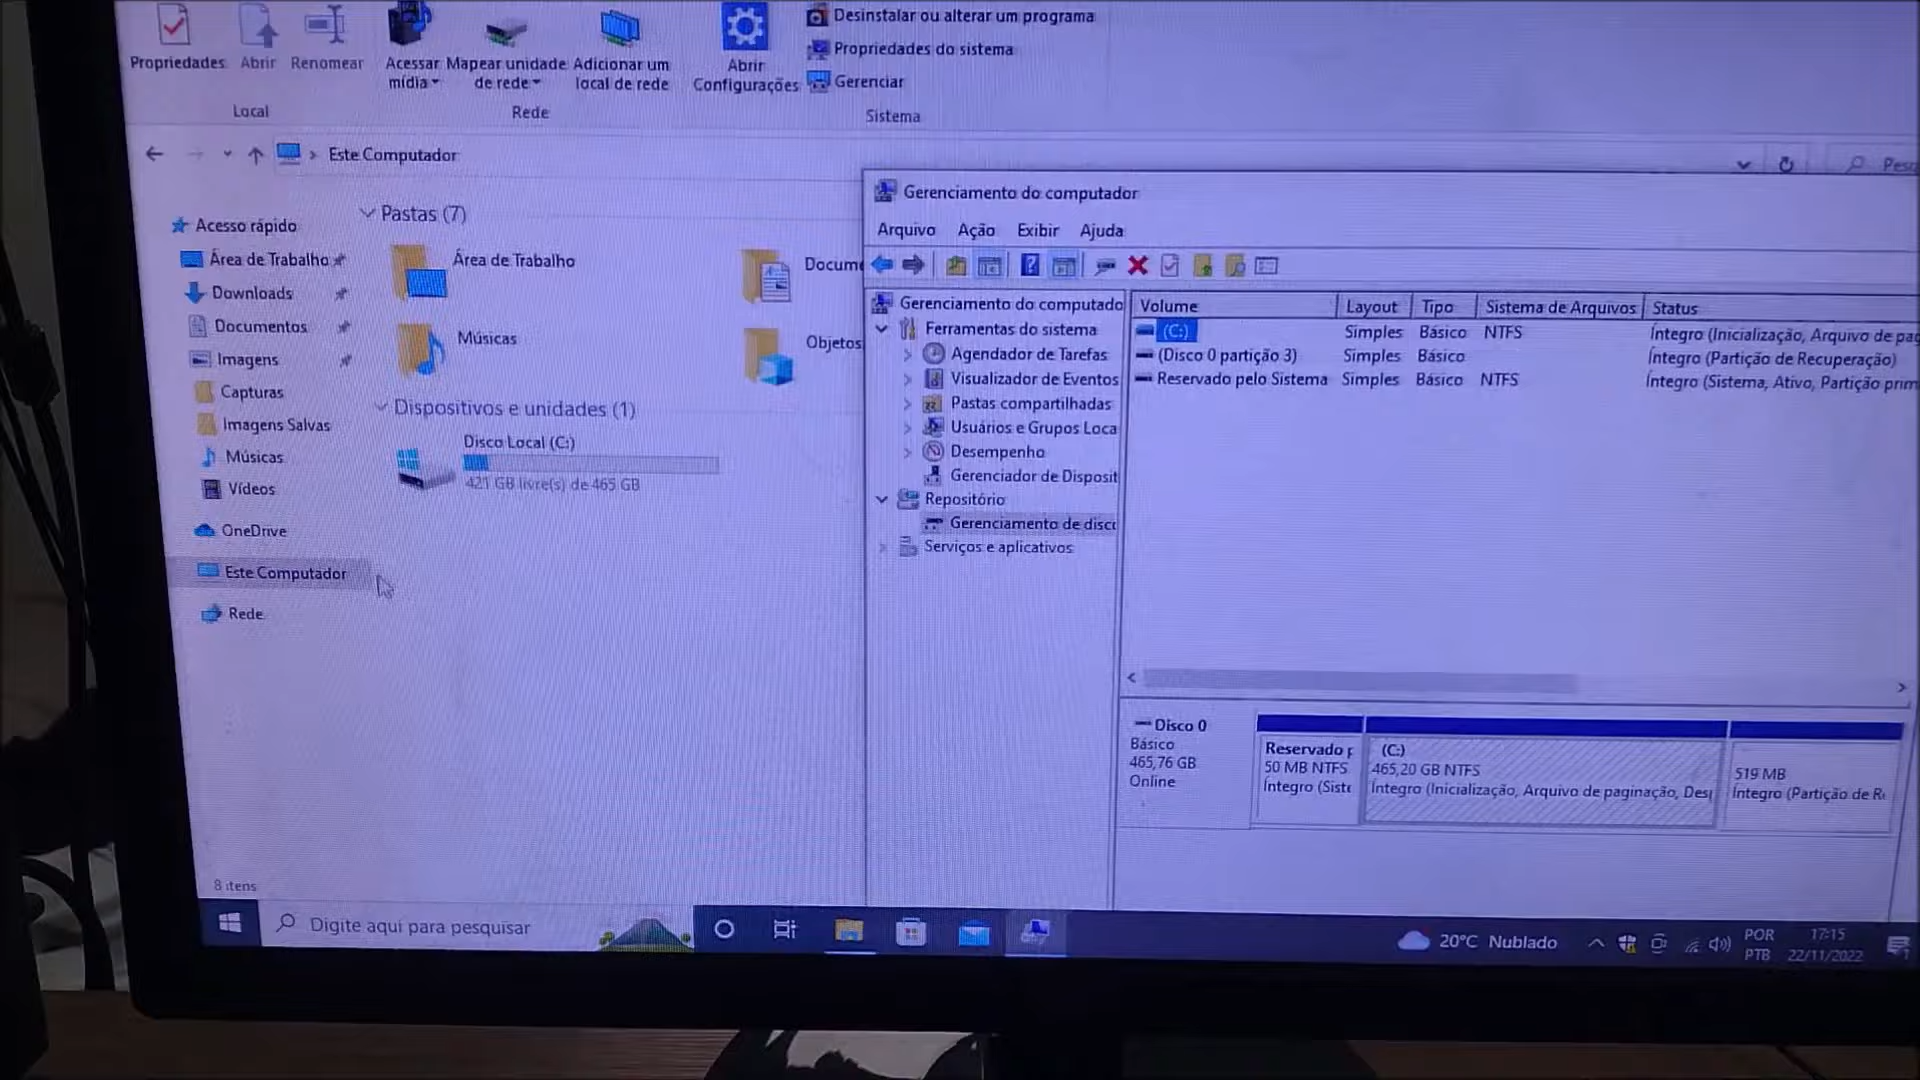 Propriedades
Abrir
Renomear
Acessar
mídia
Mapear unidade
de rede
Adicionar um
local de rede
Abrir
Configurações
Desinstalar ou alterar um programa
Propriedades do sistema
Gerenciar
Local
Rede
Sistema
Este Computador
Acesso rápido
Área de Trabalho
Downloads
Documentos
Imagens
Capturas
Imagens Salvas
Músicas
Vídeos
OneDrive
Este Computador
Rede
Pastas (7)
Área de Trabalho
Docum
Músicas
Objetos
Dispositivos e unidades (1)
Disco Local (C:)
421 GB livre(s) de 465 GB
8 itens
Gerenciamento do computador
Arquivo Ação Exibir Ajuda
Gerenciamento do computado
Ferramentas do sistema
Agendador de Tarefas
Visualizador de Eventos
Pastas compartilhadas
Usuários e Grupos Loca
Desempenho
Gerenciador de Disposit
Repositório
Gerenciamento de disco
Serviços e aplicativos
Volume Layout Tipo Sistema de Arquivos Status
(C:) Simples Básico NTFS Íntegro (Inicialização, Arquivo de pag
(Disco 0 partição 3) Simples Básico Íntegro (Partição de Recuperação)
Reservado pelo Sistema Simples Básico NTFS Íntegro (Sistema, Ativo, Partição prim
Disco 0
Básico
465,76 GB
Online
Reservado p
50 MB NTFS
Íntegro (Siste
(C:)
465,20 GB NTFS
Íntegro (Inicialização, Arquivo de paginação, Des
519 MB
Íntegro (Partição de R
Digite aqui para pesquisar
20°C Nublado
POR
PTB
17:15
22/11/2022